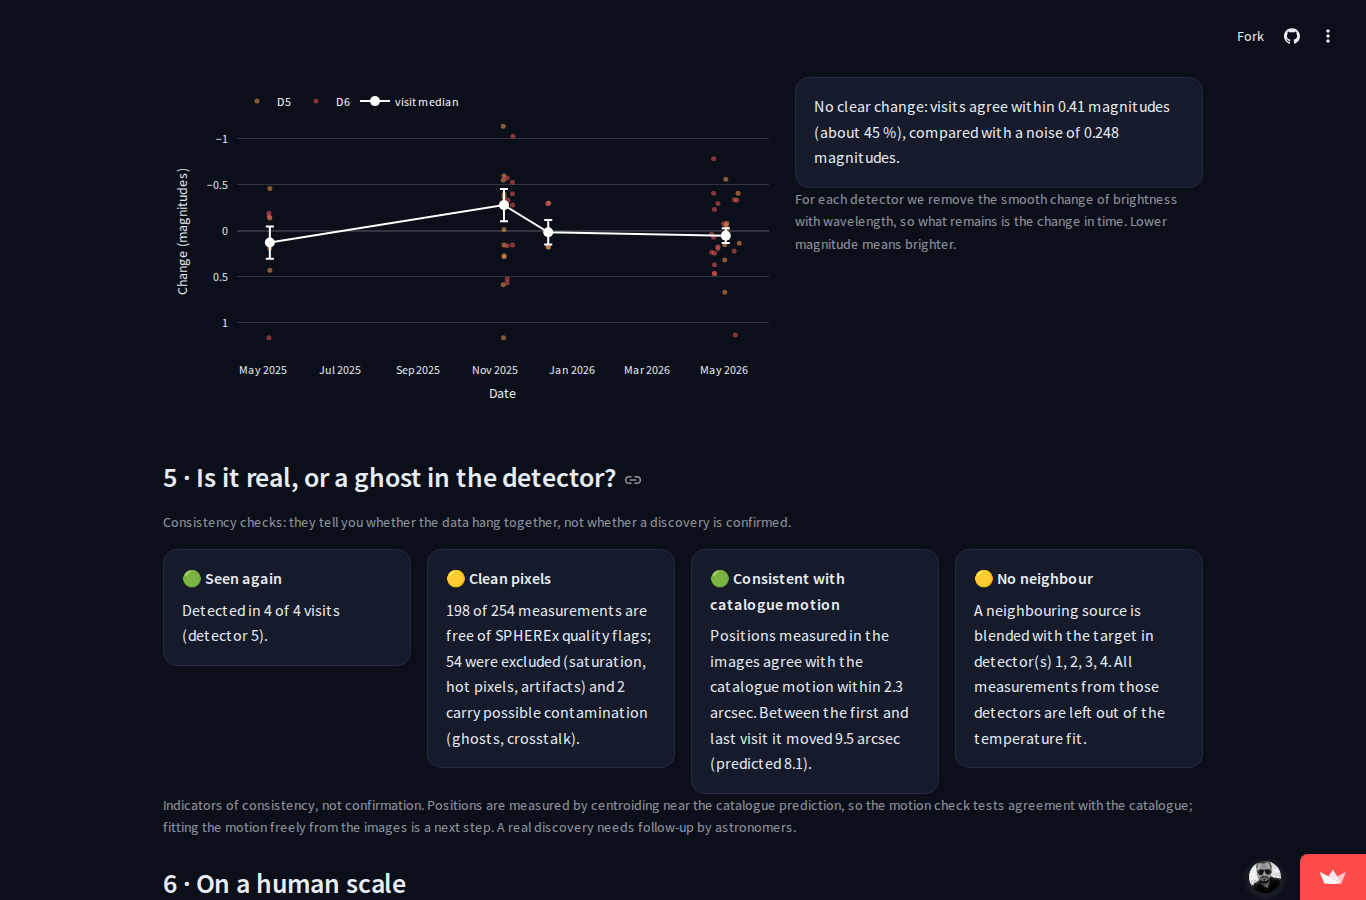 Fork
D5
D6
visit median
Change (magnitudes)
−1
−0.5
0
0.5
1
May 2025
Jul 2025
Sep 2025
Nov 2025
Jan 2026
Mar 2026
May 2026
Date
No clear change: visits agree within 0.41 magnitudes
(about 45 %), compared with a noise of 0.248
magnitudes.
For each detector we remove the smooth change of brightness
with wavelength, so what remains is the change in time. Lower
magnitude means brighter.
5 · Is it real, or a ghost in the detector?
Consistency checks: they tell you whether the data hang together, not whether a discovery is confirmed.
Seen again
Detected in 4 of 4 visits
(detector 5).
Clean pixels
198 of 254 measurements are
free of SPHEREx quality flags;
54 were excluded (saturation,
hot pixels, artifacts) and 2
carry possible contamination
(ghosts, crosstalk).
Consistent with
catalogue motion
Positions measured in the
images agree with the
catalogue motion within 2.3
arcsec. Between the first and
last visit it moved 9.5 arcsec
(predicted 8.1).
No neighbour
A neighbouring source is
blended with the target in
detector(s) 1, 2, 3, 4. All
measurements from those
detectors are left out of the
temperature fit.
Indicators of consistency, not confirmation. Positions are measured by centroiding near the catalogue prediction, so the motion check tests agreement with the catalogue;
fitting the motion freely from the images is a next step. A real discovery needs follow-up by astronomers.
6 · On a human scale